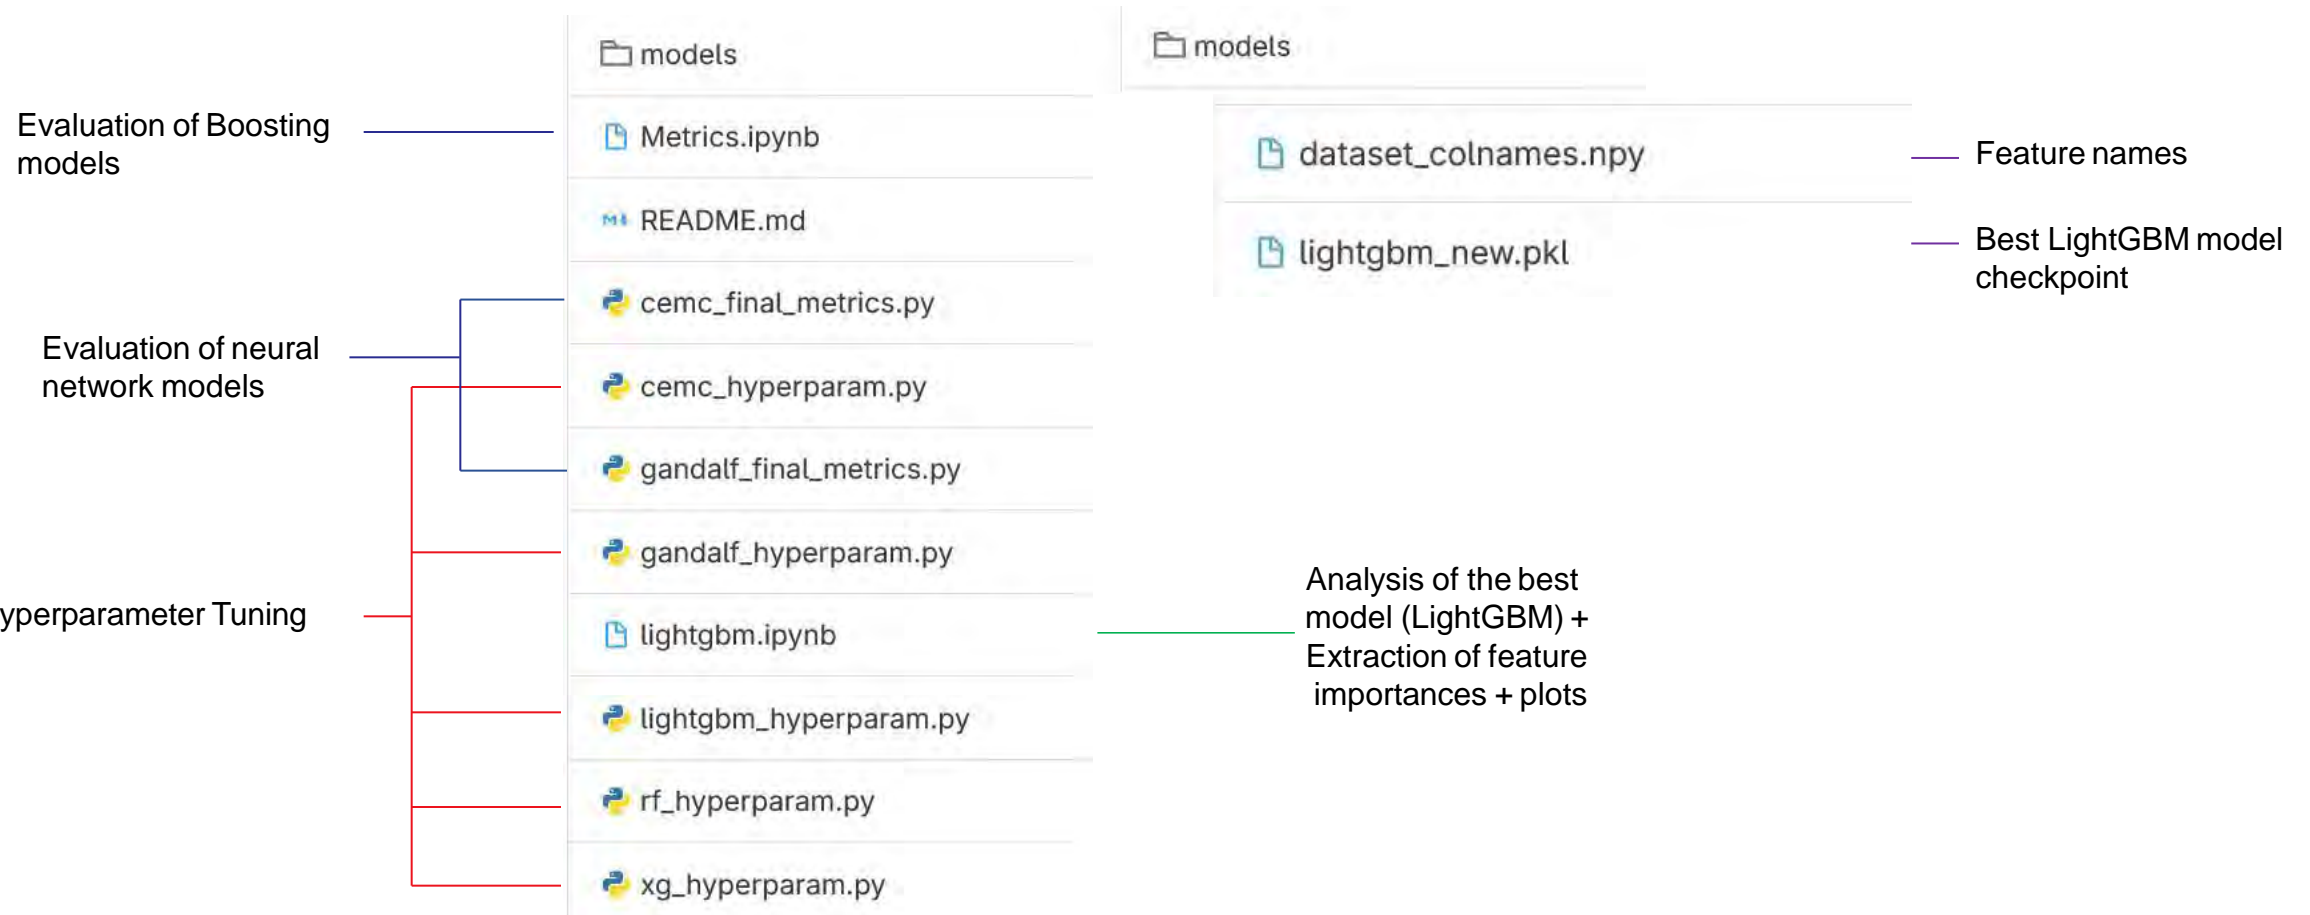 models
Metrics.ipynb
README.md
cemc_final_metrics.py
cemc_hyperparam.py
gandalf_final_metrics.py
gandalf_hyperparam.py
lightgbm.ipynb
lightgbm_hyperparam.py
rf_hyperparam.py
xg_hyperparam.py
Evaluation of Boosting
models
Evaluation of neural
network models
yperparameter Tuning
models
dataset_colnames.npy
lightgbm_new.pkl
Feature names
Best LightGBM model
checkpoint
Analysis of the best
model (LightGBM) +
Extraction of feature
importances + plots